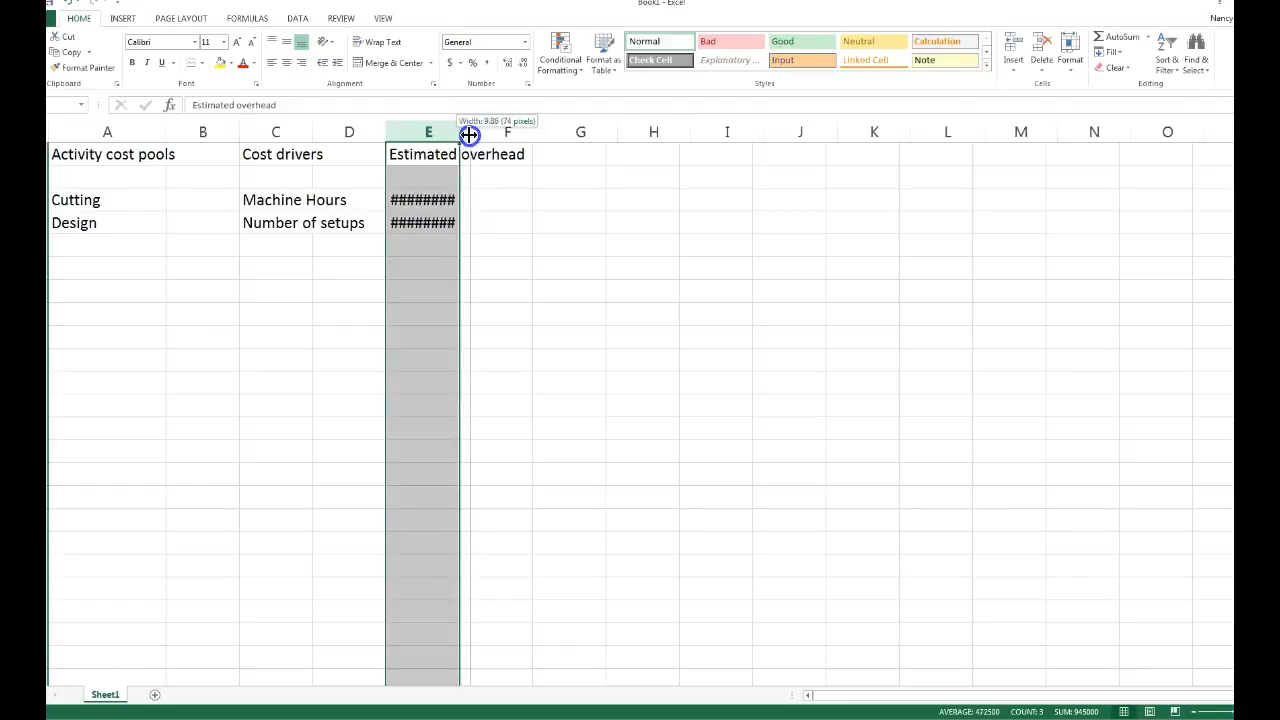 Book1 - Excel
HOME INSERT PAGE LAYOUT FORMULAS DATA REVIEW VIEW Nancy
Cut
Copy
Format Painter
Clipboard
Calibri 11
B I U
Font
Wrap Text
Merge & Center
Alignment
General
$ % ,
Number
Conditional Formatting
Format as Table
Normal Bad Good Neutral Calculation
Check Cell Explanatory ... Input Linked Cell Note
Styles
Insert Delete Format
Cells
AutoSum
Fill
Clear
Sort & Filter
Find & Select
Editing
fx Estimated overhead
Width: 9.86 (74 pixels)
A B C D E F G H I J K L M N O
Activity cost pools Cost drivers Estimated overhead
Cutting Machine Hours ########
Design Number of setups ########
Sheet1
AVERAGE: 472500 COUNT: 3 SUM: 945000